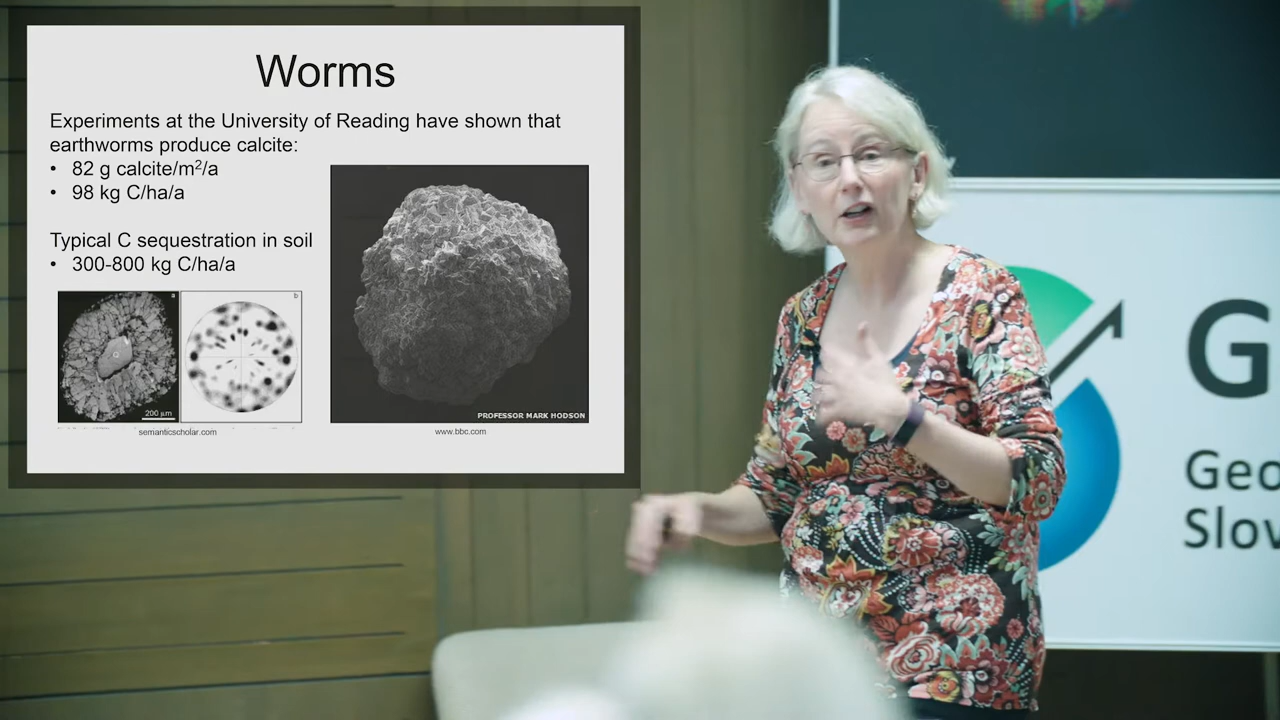 Worms
Experiments at the University of Reading have shown that
earthworms produce calcite:
• 82 g calcite/m²/a
• 98 kg C/ha/a
Typical C sequestration in soil
• 300-800 kg C/ha/a
a
b
Q
200 µm
semanticscholar.com
PROFESSOR MARK HODSON
www.bbc.com
G
Geo
Slov